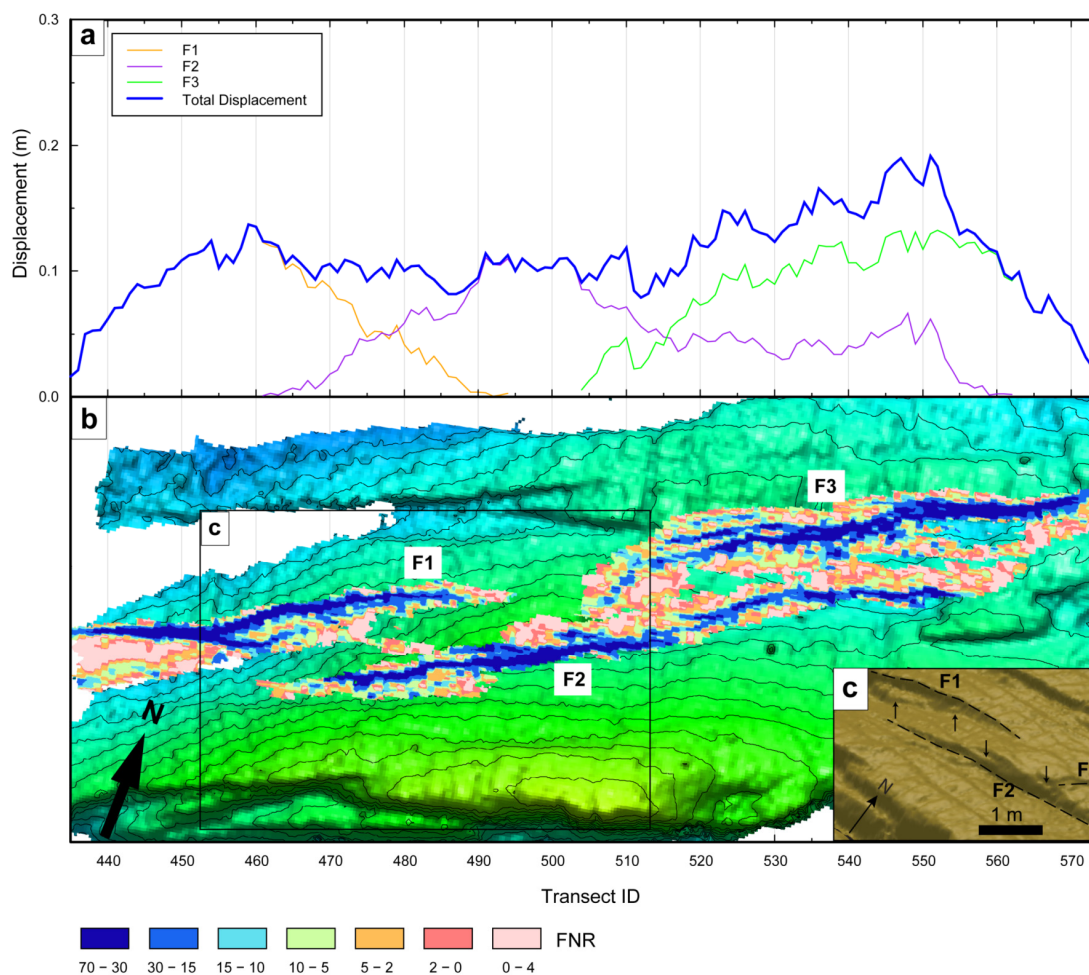 a
F1
F2
F3
Total Displacement
0.3
0.2
0.1
0.0
Displacement (m)
b
c
F1
F2
F3
N
c
F1
F2
F
N
1 m
440 450 460 470 480 490 500 510 520 530 540 550 560 570
Transect ID
FNR
70 – 30 30 – 15 15 – 10 10 – 5 5 – 2 2 – 0 0 – 4